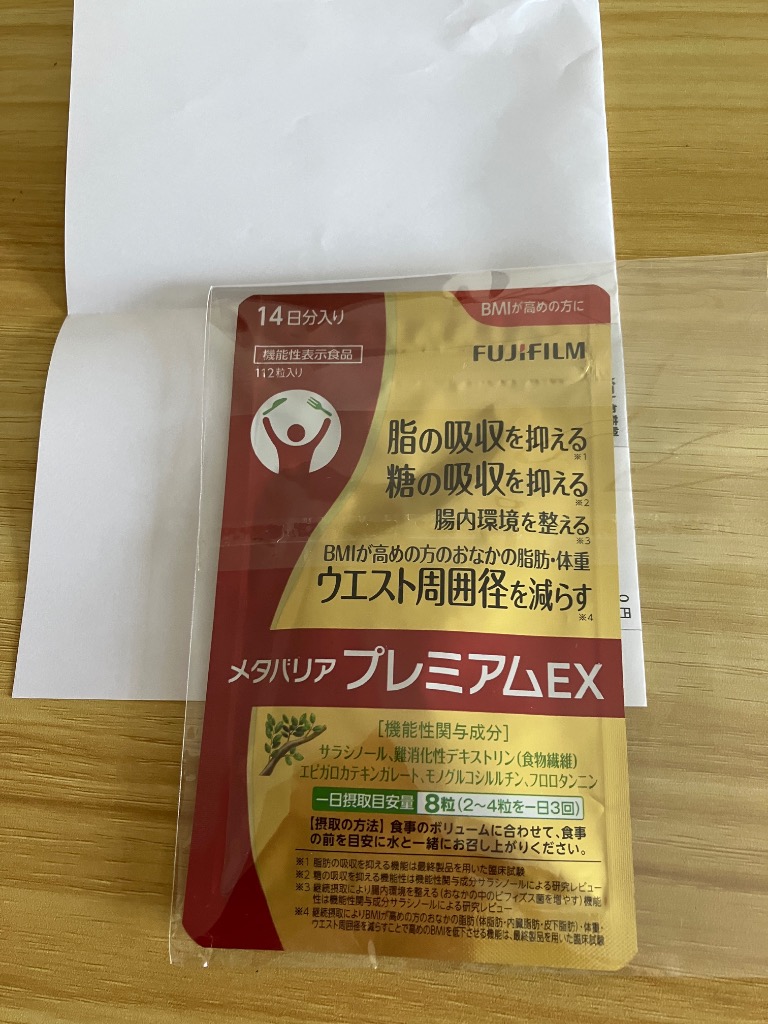 14日分入り
BMIが高めの方に
機能性表示食品
FUJIFILM
112粒入り
脂の吸収を抑える※1
糖の吸収を抑える※2
腸内環境を整える※3
BMIが高めの方のおなかの脂肪・体重
ウエスト周囲径を減らす※4
メタバリア プレミアムEX
[機能性関与成分]
サラシノール、難消化性デキストリン(食物繊維)
エピガロカテキンガレート、モノグルコシルルチン、フロロタンニン
一日摂取目安量 8粒(2〜4粒を一日3回)
【摂取の方法】食事のボリュームに合わせて、食事
の前を目安に水と一緒にお召し上がりください。
※1 脂肪の吸収を抑える機能は最終製品を用いた臨床試験
※2 糖の吸収を抑える機能性は機能性関与成分サラシノールによる研究レビュー
※3 継続摂取により腸内環境を整える(おなかの中のビフィズス菌を増やす)機能
性は機能性関与成分サラシノールによる研究レビュー
※4 継続摂取によりBMIが高めの方のおなかの脂肪(体脂肪・内臓脂肪・皮下脂肪)・体重・
ウエスト周囲径を減らすことで高めのBMIを低下させる機能は、最終製品を用いた臨床試験